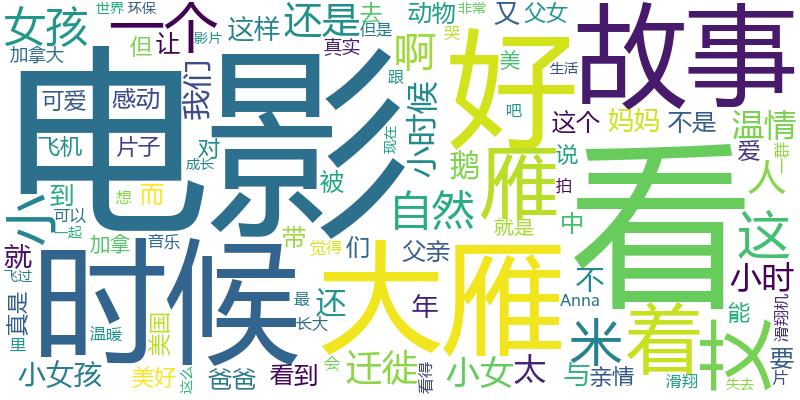 世界 环保
女孩
一个
还是
去
动物
又
父女
非常
故事
加拿大
但
让
影片
这样
真实
但是
好
哭
美
生活
电影
我们
啊
可爱
感动
飞机
片子
对
跟
现在
小时候
鹅
雁
吧
这个
妈妈
不是
温情
爱
一群
成长
被
说
拍
看
人
小
到
想
而
自然
就是
中
这
可以
一起
加拿
音乐
带
觉得
们
父亲
就
飞过
时候
大雁
不
小时
Anna
滑翔机
真是
里
温暖
美国
最
长大
还
年
米
着
艾
能
要
片
小女孩
美好
这么
爸爸
看到
会
迁徙
看得
小女
太
与
亲情
滑翔
失去